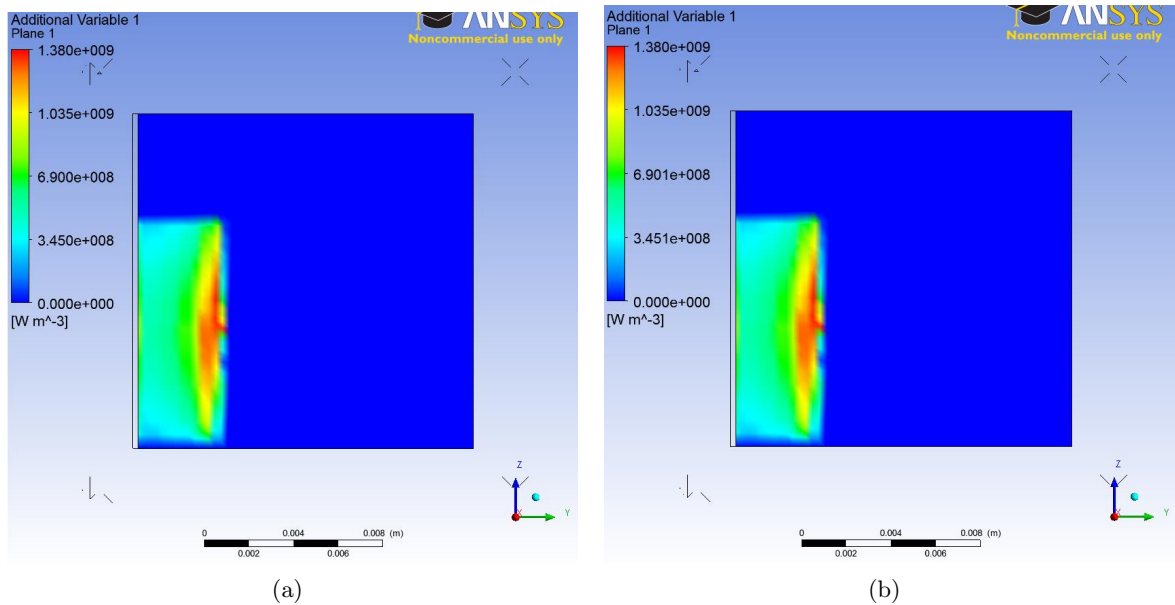 Additional Variable 1
Plane 1
ANSYS
Noncommercial use only
1.380e+009
1.035e+009
6.900e+008
3.450e+008
0.000e+000
[W m^-3]
Z
X
Y
0 0.004 0.008 (m)
0.002 0.006
(a)
Additional Variable 1
Plane 1
ANSYS
Noncommercial use only
1.380e+009
1.035e+009
6.901e+008
3.451e+008
0.000e+000
[W m^-3]
Z
X
Y
0 0.004 0.008 (m)
0.002 0.006
(b)